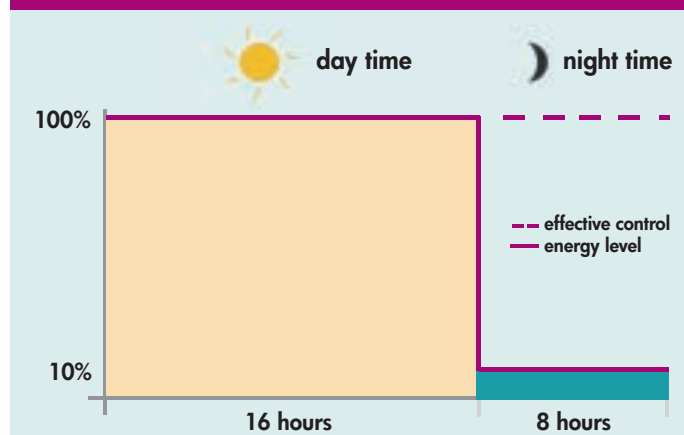 day time
night time
100%
effective control
energy level
10%
16 hours
8 hours